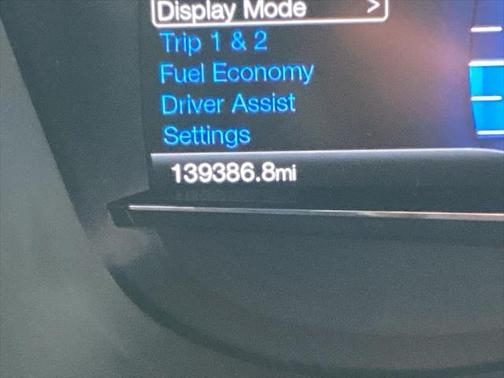 Display Mode >
Trip 1 & 2
Fuel Economy
Driver Assist
Settings
139386.8mi